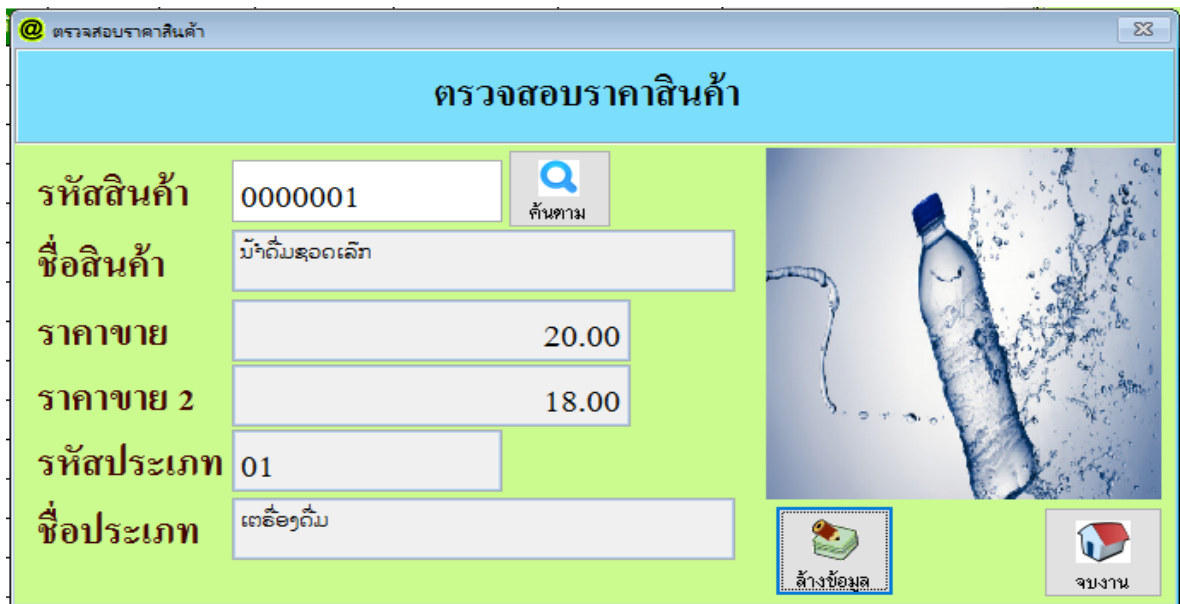 ตรวจสอบราคาสินค้า
ตรวจสอบราคาสินค้า
รหัสสินค้า 0000001 ค้นตาม
ชื่อสินค้า ນ້ຳດື່ມຊອດເລັກ
ราคาขาย 20.00
ราคาขาย 2 18.00
รหัสประเภท 01
ชื่อประเภท ເຕຣື່ອງດື່ມ
ล้างข้อมูล จบงาน